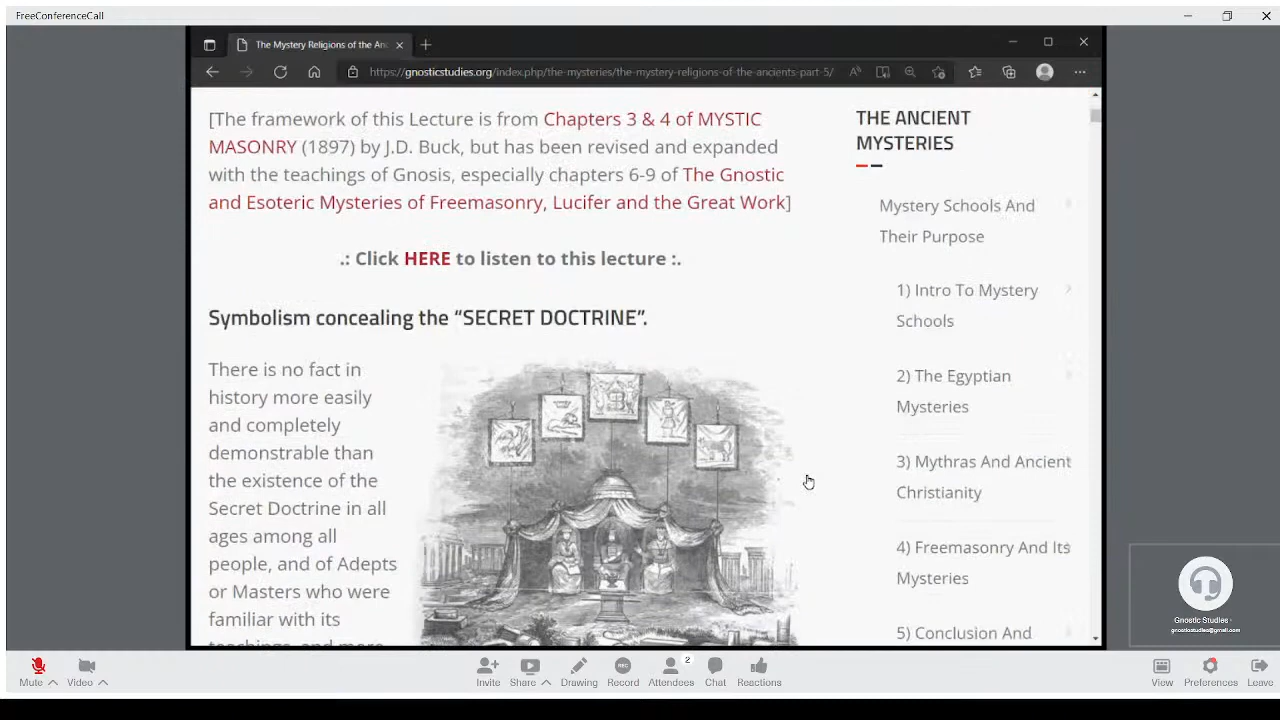 FreeConferenceCall
The Mystery Religions of the Anc
https://gnosticstudies.org/index.php/the-mysteries/the-mystery-religions-of-the-ancients-part-5/
[The framework of this Lecture is from Chapters 3 & 4 of MYSTIC
MASONRY (1897) by J.D. Buck, but has been revised and expanded
with the teachings of Gnosis, especially chapters 6-9 of The Gnostic
and Esoteric Mysteries of Freemasonry, Lucifer and the Great Work]
.: Click HERE to listen to this lecture :.
Symbolism concealing the “SECRET DOCTRINE”.
There is no fact in
history more easily
and completely
demonstrable than
the existence of the
Secret Doctrine in all
ages among all
people, and of Adepts
or Masters who were
familiar with its
teachings, and more
THE ANCIENT
MYSTERIES
Mystery Schools And
Their Purpose
1) Intro To Mystery
Schools
2) The Egyptian
Mysteries
3) Mythras And Ancient
Christianity
4) Freemasonry And Its
Mysteries
5) Conclusion And
Gnostic Studies
gnosticstudies@gmail.com
Mute
Video
Invite
Share
Drawing
REC
Record
2
Attendees
Chat
Reactions
View
Preferences
Leave